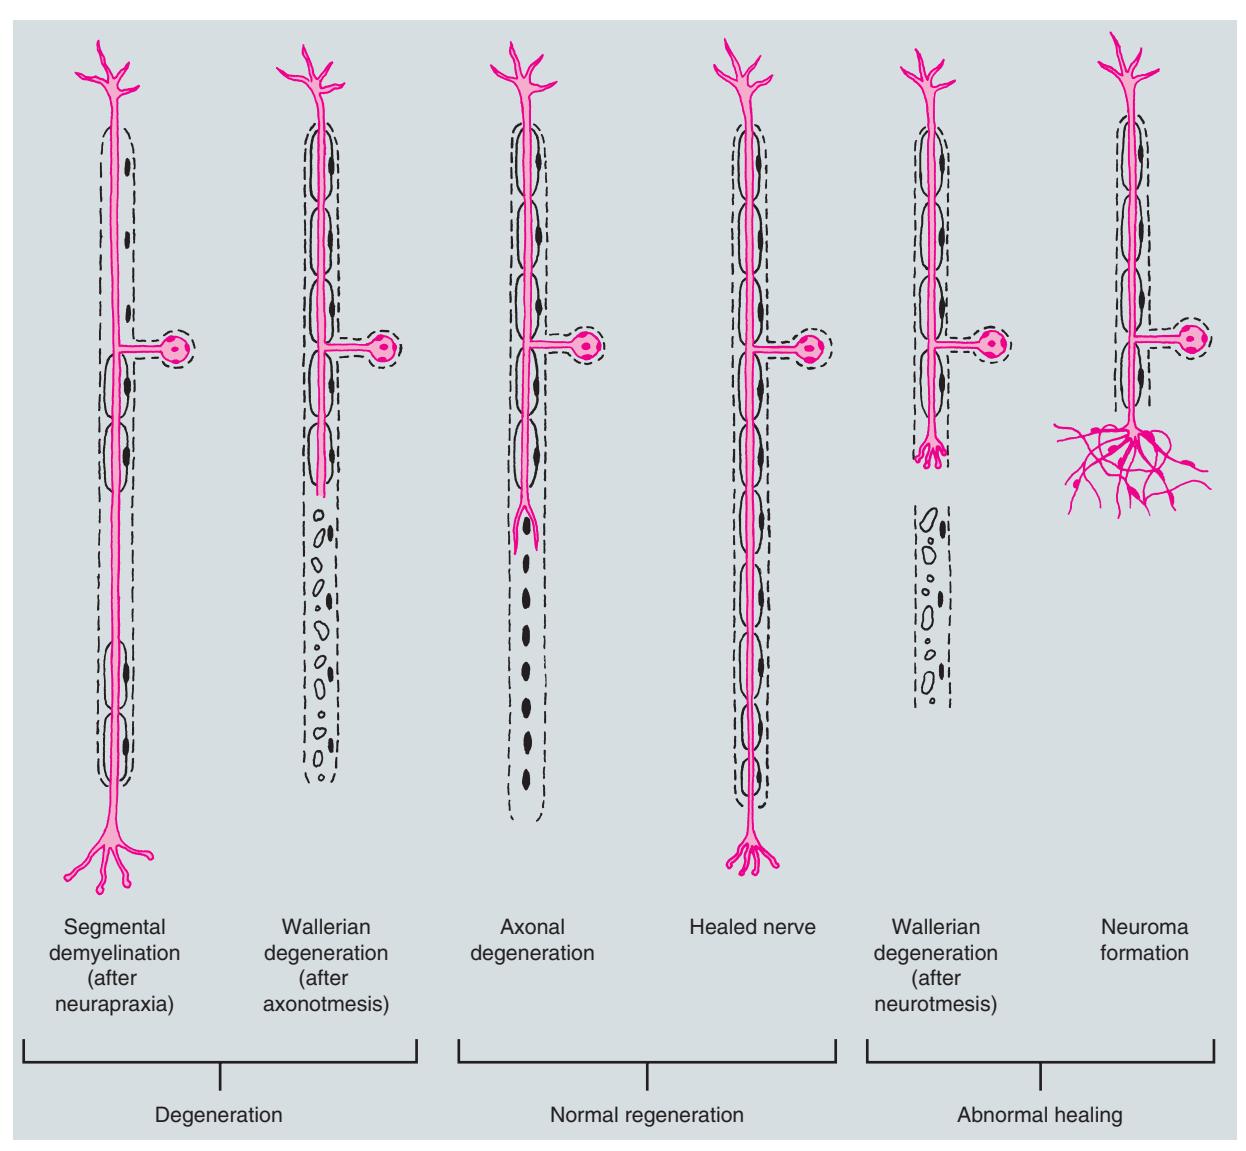 Segmental
demyelination
(after
neurapraxia)
Wallerian
degeneration
(after
axonotmesis)
Axonal
degeneration
Healed nerve
Wallerian
degeneration
(after
neurotmesis)
Neuroma
formation
Degeneration
Normal regeneration
Abnormal healing